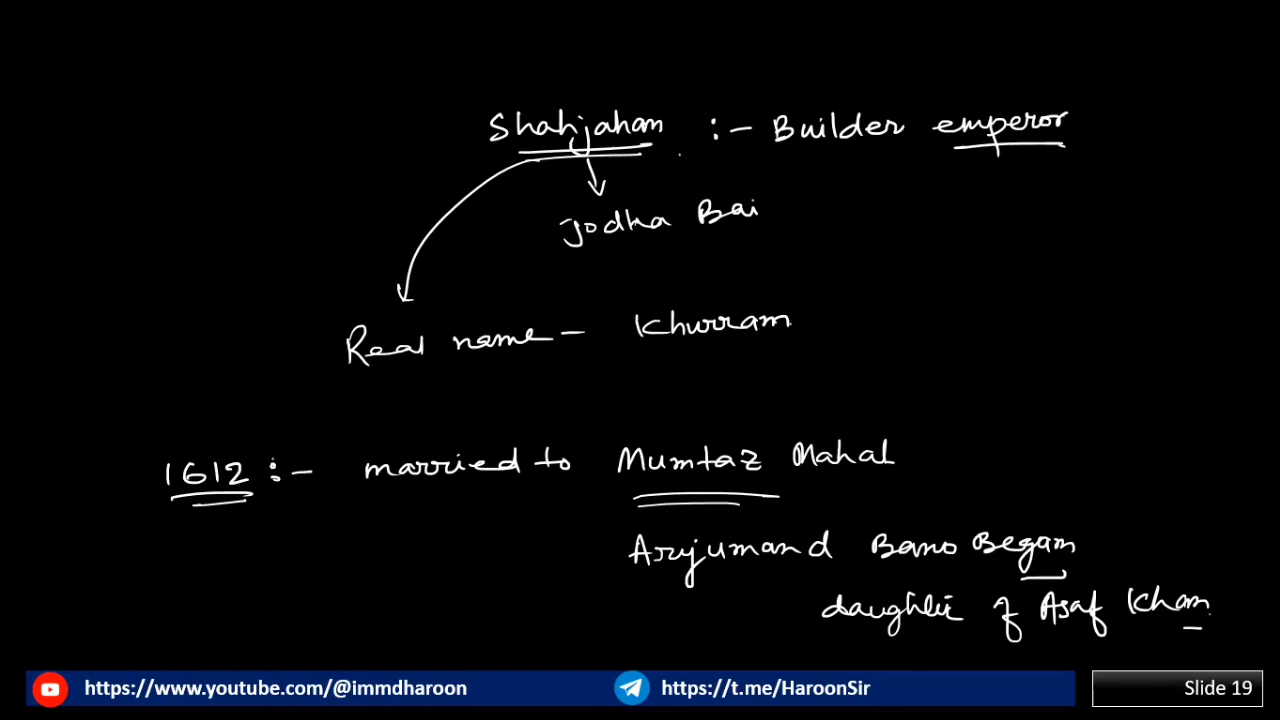 Shahjahan :- Builder emperor
Jodha Bai
Real name - Khurram
1612 :- married to Mumtaz Mahal
Arjumand Bano Begam
daughter of Asaf Khan
https://www.youtube.com/@immdharoon https://t.me/HaroonSir Slide 19